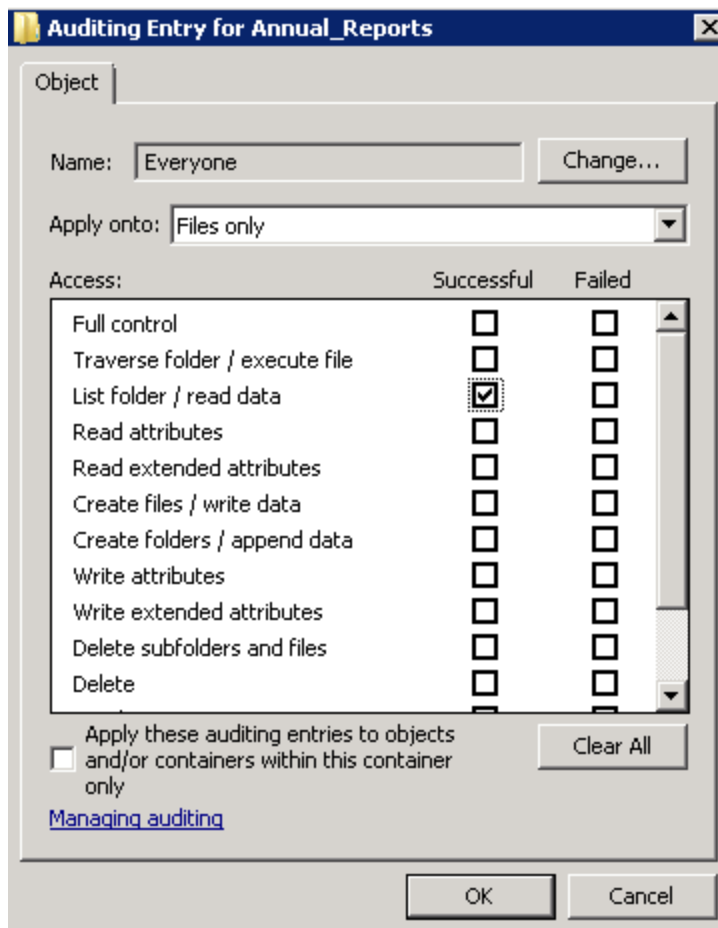 Auditing Entry for Annual_Reports
Object
Name: Everyone Change...
Apply onto: Files only
Access: Successful Failed
Full control
Traverse folder / execute file
List folder / read data
Read attributes
Read extended attributes
Create files / write data
Create folders / append data
Write attributes
Write extended attributes
Delete subfolders and files
Delete
Apply these auditing entries to objects
and/or containers within this container
only
Clear All
Managing auditing
OK Cancel